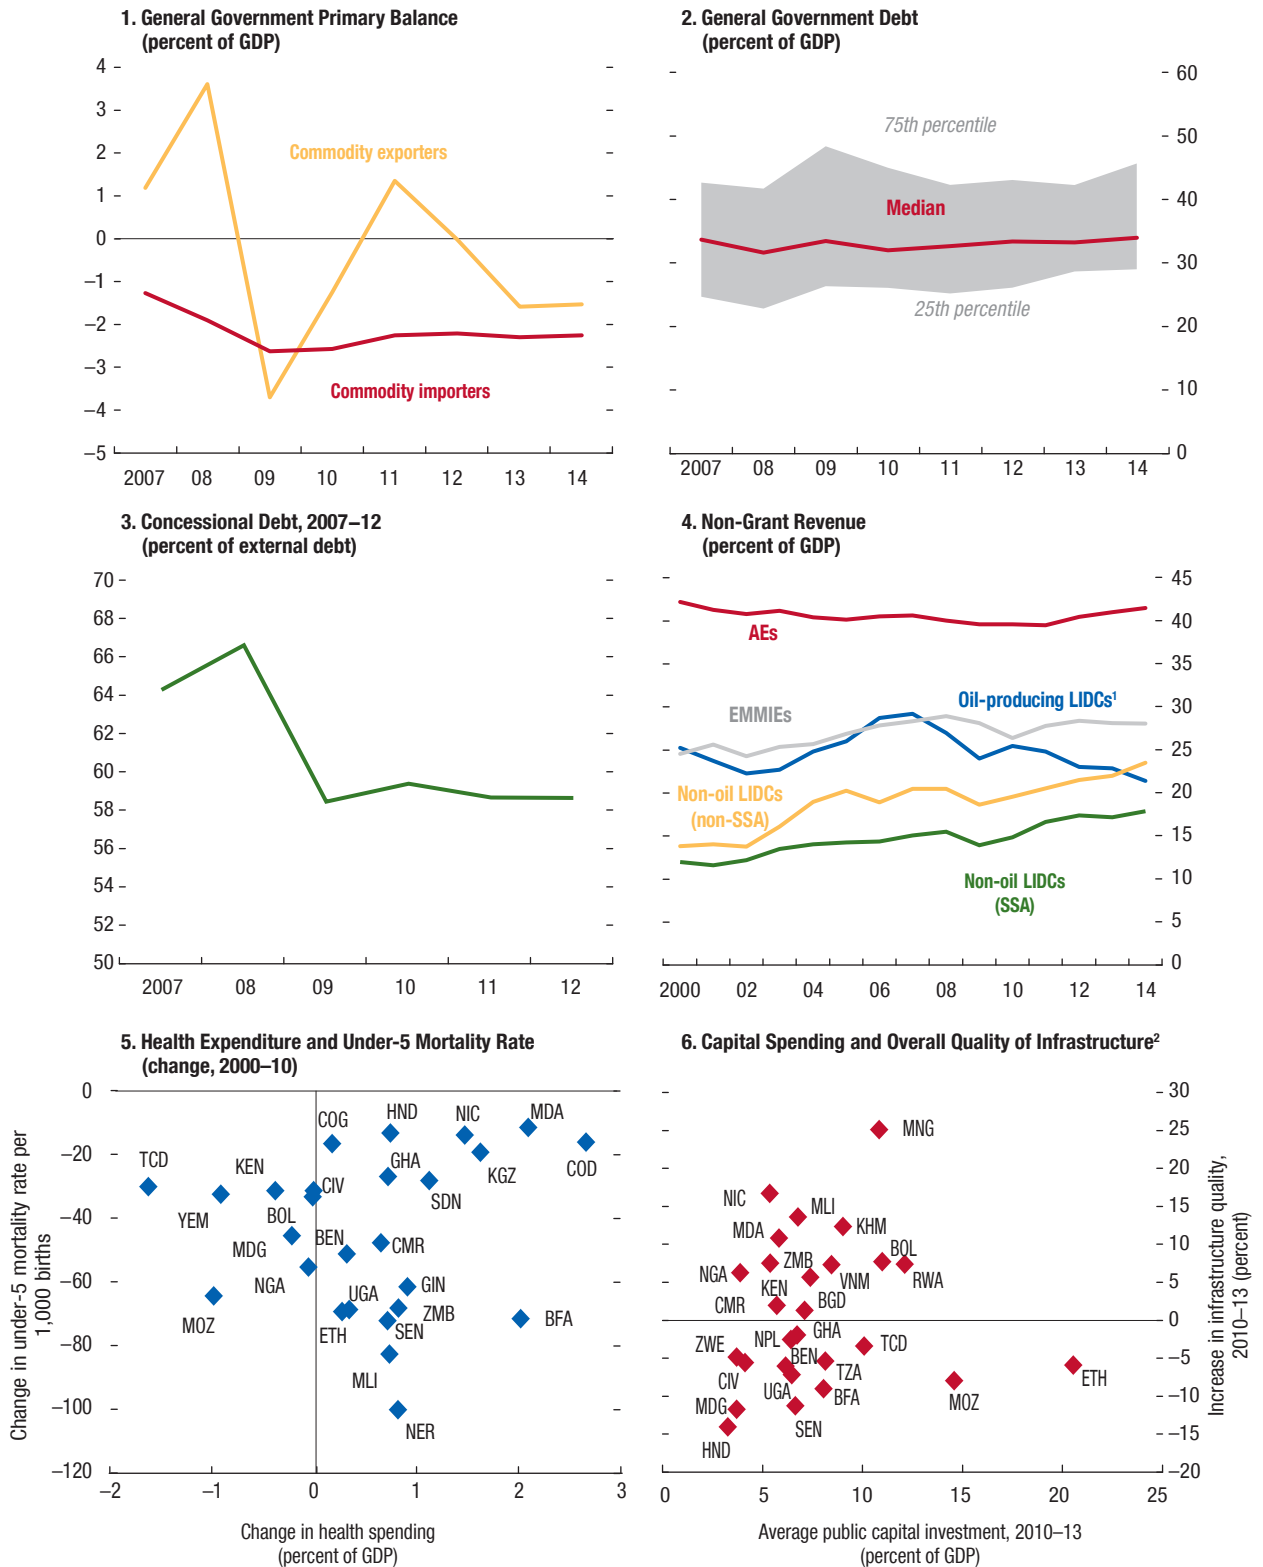 1. General Government Primary Balance
(percent of GDP)
4
3
2
1
0
–1
–2
–3
–4
–5
Commodity exporters
Commodity importers
2007 08 09 10 11 12 13 14
2. General Government Debt
(percent of GDP)
60
50
40
30
20
10
0
75th percentile
Median
25th percentile
2007 08 09 10 11 12 13 14
3. Concessional Debt, 2007–12
(percent of external debt)
70
68
66
64
62
60
58
56
54
52
50
2007 08 09 10 11 12
4. Non-Grant Revenue
(percent of GDP)
45
40
35
30
25
20
15
10
5
0
AEs
Oil-producing LIDCs¹
EMMIEs
Non-oil LIDCs
(non-SSA)
Non-oil LIDCs
(SSA)
2000 02 04 06 08 10 12 14
5. Health Expenditure and Under-5 Mortality Rate
(change, 2000–10)
Change in under-5 mortality rate per
1,000 births
0
–20
–40
–60
–80
–100
–120
COG
HND
NIC
MDA
TCD
KEN
CIV
GHA
KGZ
COD
YEM
BOL
SDN
MDG
BEN
CMR
NGA
UGA
GIN
MOZ
ETH
SEN
ZMB
BFA
MLI
NER
–2 –1 0 1 2 3
Change in health spending
(percent of GDP)
6. Capital Spending and Overall Quality of Infrastructure²
30
25
20
15
10
5
0
–5
–10
–15
–20
Increase in infrastructure quality,
2010–13 (percent)
MNG
NIC
MLI
MDA
KHM
NGA
ZMB
BOL
KEN
VNM
RWA
CMR
BGD
ZWE
NPL
GHA
TCD
CIV
BEN
TZA
ETH
MDG
UGA
BFA
MOZ
HND
SEN
0 5 10 15 20 25
Average public capital investment, 2010–13
(percent of GDP)